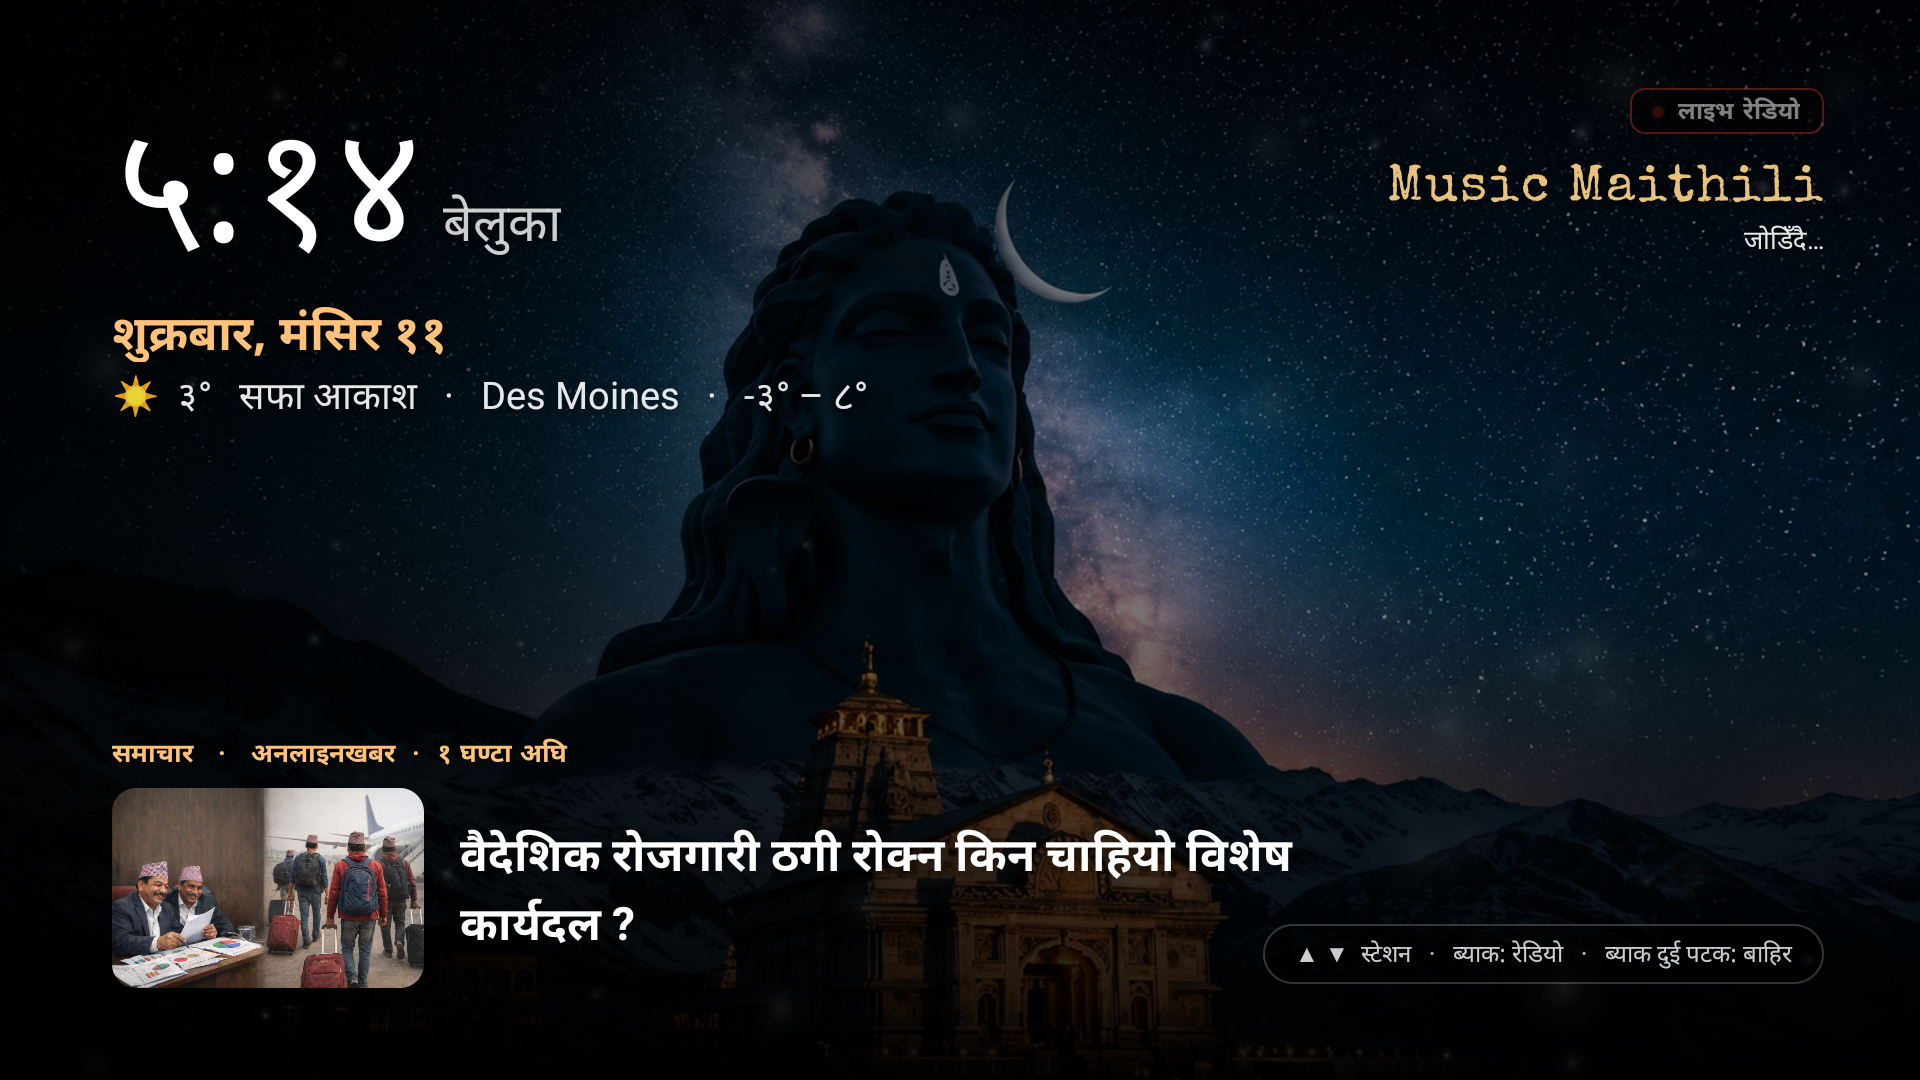 ५:१४ बेलुका
शुक्रबार, मंसिर ११
३° सफा आकाश · Des Moines · -३° – ८°
लाइभ रेडियो
Music Maithili
जोडिँदै...
समाचार · अनलाइनखबर · १ घण्टा अघि
वैदेशिक रोजगारी ठगी रोक्न किन चाहियो विशेष
कार्यदल ?
▲ ▼ स्टेशन · ब्याक: रेडियो · ब्याक दुई पटक: बाहिर